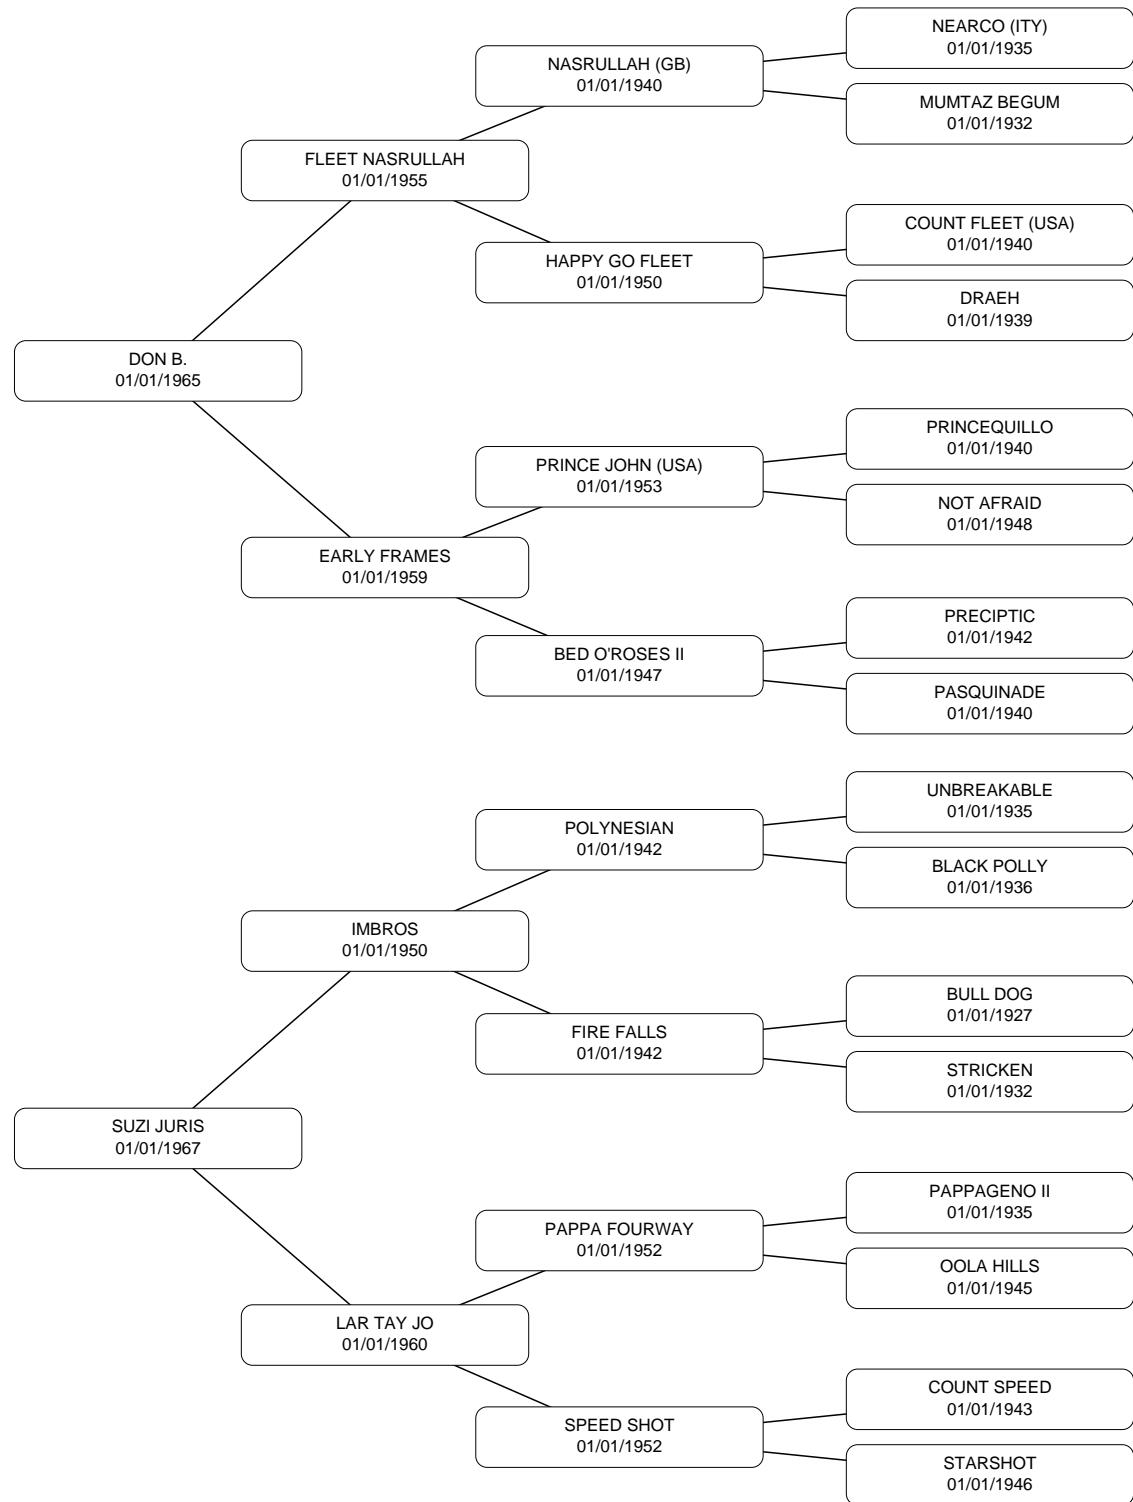 NEARCO (ITY)
01/01/1935
NASRULLAH (GB)
01/01/1940
MUMTAZ BEGUM
01/01/1932
FLEET NASRULLAH
01/01/1955
COUNT FLEET (USA)
01/01/1940
HAPPY GO FLEET
01/01/1950
DRAEH
01/01/1939
DON B.
01/01/1965
PRINCEQUILLO
01/01/1940
PRINCE JOHN (USA)
01/01/1953
NOT AFRAID
01/01/1948
EARLY FRAMES
01/01/1959
PRECIPTIC
01/01/1942
BED O'ROSES II
01/01/1947
PASQUINADE
01/01/1940
UNBREAKABLE
01/01/1935
POLYNESIAN
01/01/1942
BLACK POLLY
01/01/1936
IMBROS
01/01/1950
BULL DOG
01/01/1927
FIRE FALLS
01/01/1942
STRICKEN
01/01/1932
SUZI JURIS
01/01/1967
PAPPAGENO II
01/01/1935
PAPPA FOURWAY
01/01/1952
OOLA HILLS
01/01/1945
LAR TAY JO
01/01/1960
COUNT SPEED
01/01/1943
SPEED SHOT
01/01/1952
STARSHOT
01/01/1946